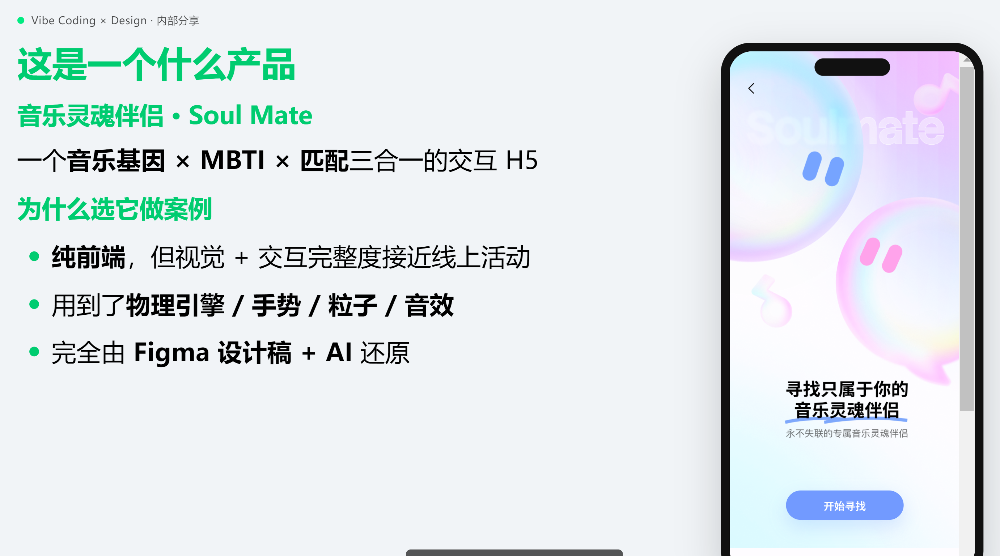 Vibe Coding × Design · 内部分享
这是一个什么产品
音乐灵魂伴侣 • Soul Mate
一个音乐基因 × MBTI × 匹配三合一的交互 H5
为什么选它做案例
纯前端，但视觉 + 交互完整度接近线上活动
用到了物理引擎 / 手势 / 粒子 / 音效
完全由 Figma 设计稿 + AI 还原
Soulmate
寻找只属于你的
音乐灵魂伴侣
永不失联的专属音乐灵魂伴侣
开始寻找